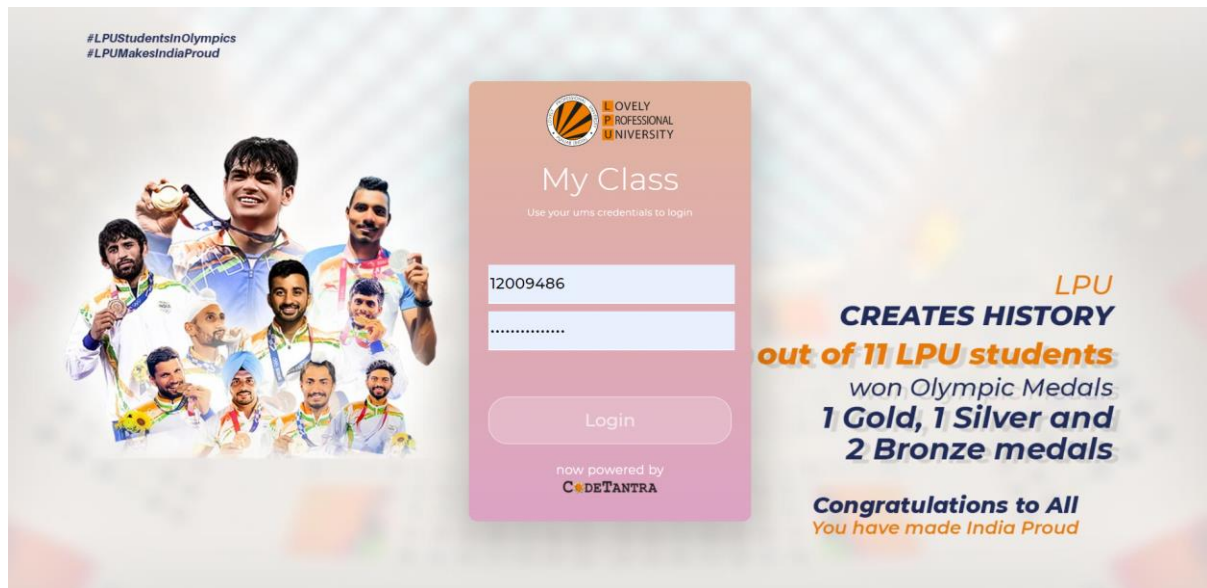 #LPUStudentsInOlympics
#LPUMakesIndiaProud
LOVELY
PROFESSIONAL
UNIVERSITY
My Class
Use your ums credentials to login
12009486
...............
Login
now powered by
CODETANTRA
LPU
CREATES HISTORY
out of 11 LPU students
won Olympic Medals
1 Gold, 1 Silver and
2 Bronze medals
Congratulations to All
You have made India Proud